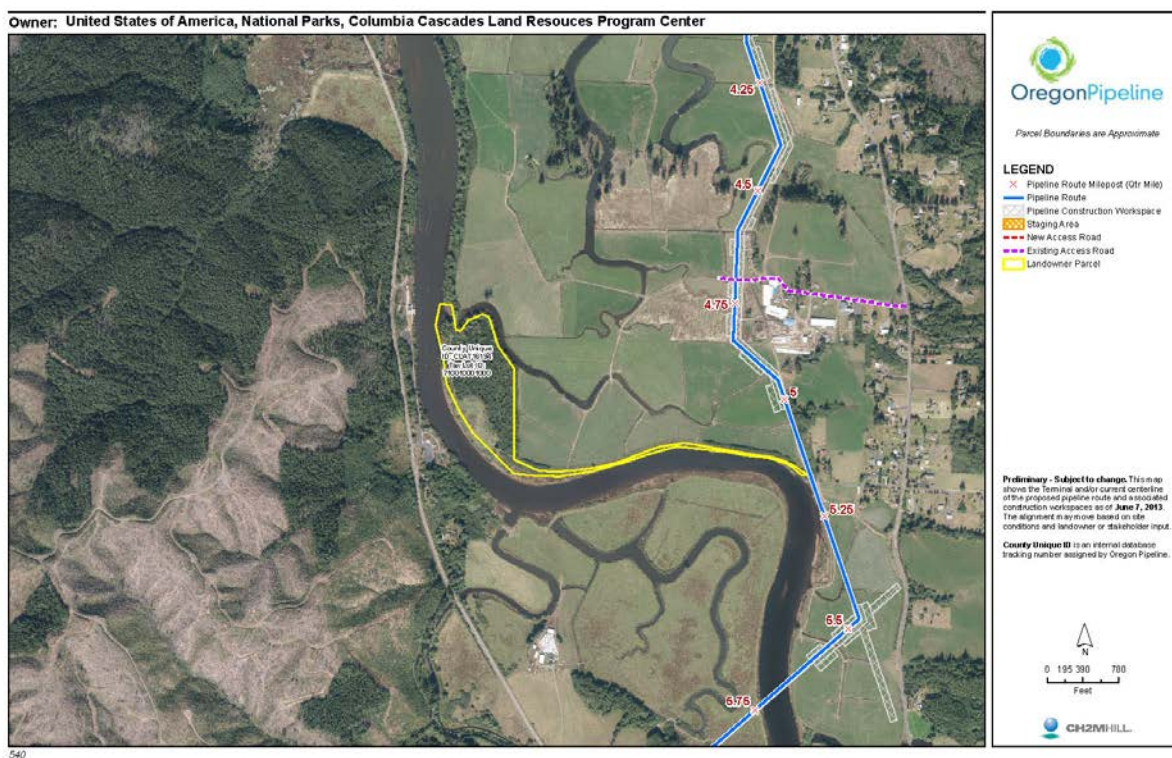 Owner: United States of America, National Parks, Columbia Cascades Land Resouces Program Center
4.25
4.5
4.75
County Unique
Tax Lot ID:
5
5.25
5.5
5.75
OregonPipeline
Parcel Boundaries are Approximate
LEGEND
Pipeline Route Milepost (Qtr Mile)
Pipeline Route
Pipeline Construction Workspace
Staging Area
New Access Road
Existing Access Road
Landowner Parcel
Preliminary - Subject to change. This map
shows the Terminal and/or current centerline
of the proposed pipeline route and associated
construction workspaces as of June 7, 2013.
The alignment may move based on site
conditions and landowner or stakeholder input.
County Unique ID is an internal database
tracking number assigned by Oregon Pipeline.
N
0 195 390 780
Feet
CH2MHILL.
540